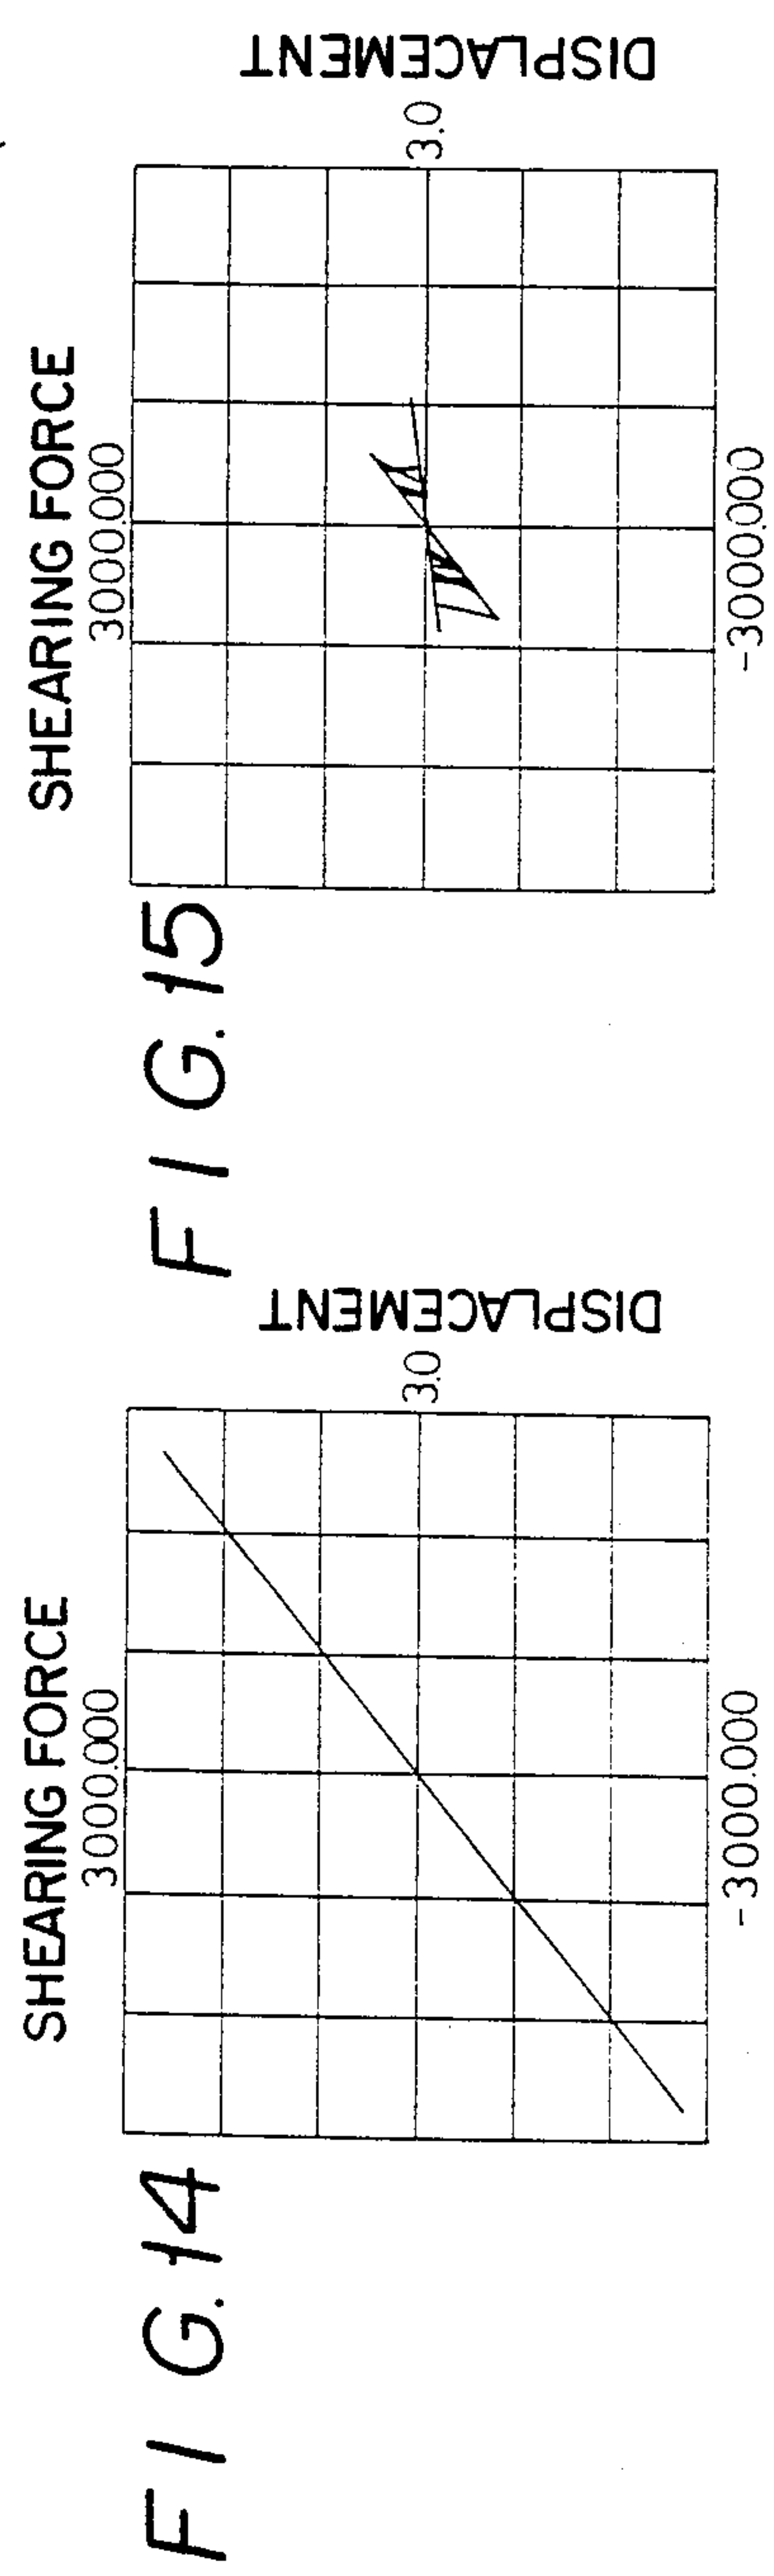 FIG. 14
SHEARING FORCE
3000.000
3.0
DISPLACEMENT
-3000.000
FIG. 15
SHEARING FORCE
3000.000
3.0
DISPLACEMENT
-3000.000